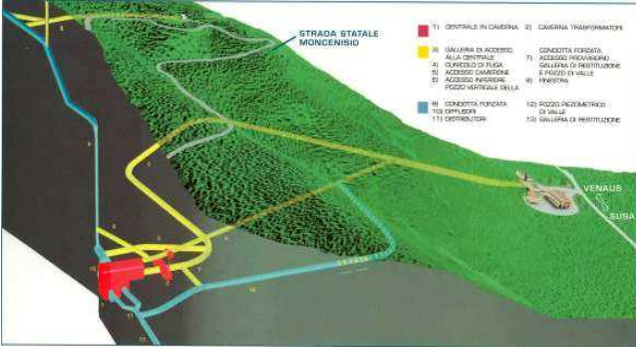 STRADA STATALE
MONCENISIO
1) CENTRALE IN CAVERNA 2) CAVERNA TRASFORMATORI
3) GALLERIA DI ACCESSO
ALLA CENTRALE
4) CUNICOLO DI FUGA
5) ACCESSO CAMERONE
6) ACCESSO INFERIORE
POZZO VERTICALE DELLA
CONDOTTA FORZATA
7) ACCESSO PROVVISORIO
GALLERIA DI RESTITUZIONE
E POZZO DI VALLE
8) FINESTRA
9) CONDOTTA FORZATA
10) DIFFUSORI
11) DISTRIBUTORI
12) POZZO PIEZOMETRICO
DI VALLE
13) GALLERIA DI RESTITUZIONE
VENAUS
SUSA